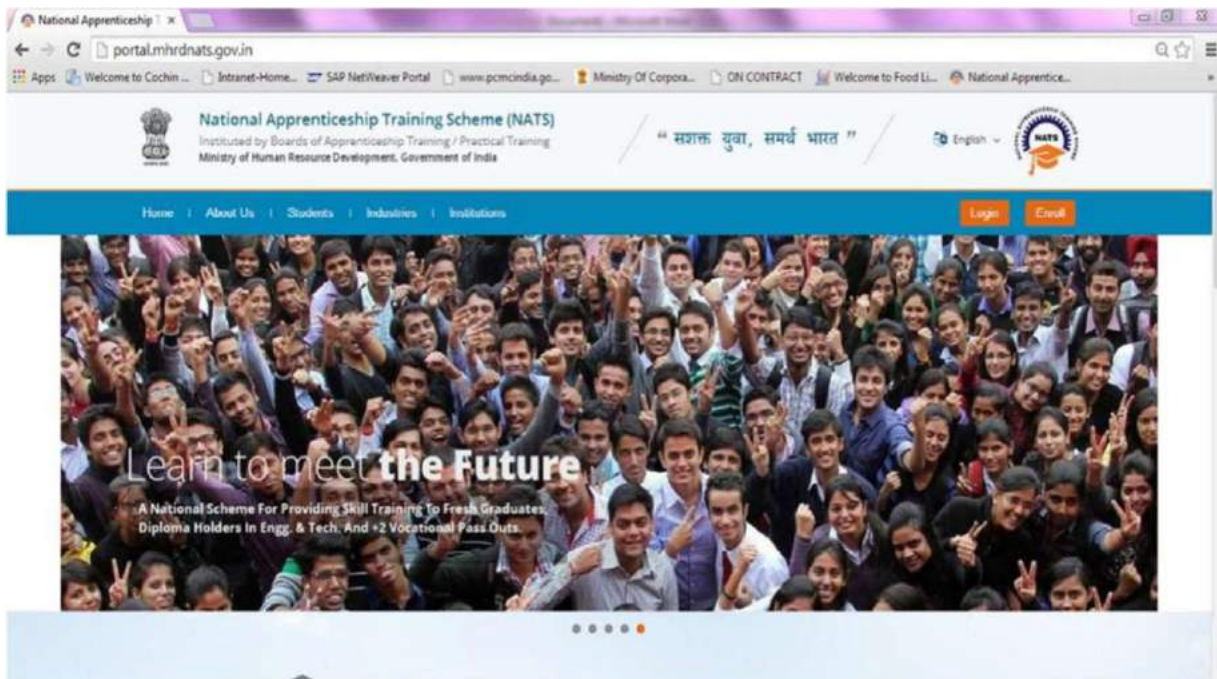 National Apprenticeship T
portal.mhrdnats.gov.in
Apps Welcome to Cochin ... Intranet-Home... SAP NetWeaver Portal www.pcmcindia.go... Ministry Of Corpora... ON CONTRACT Welcome to Food Li... National Apprentice...
National Apprenticeship Training Scheme (NATS)
Instituted by Boards of Apprenticeship Training / Practical Training
Ministry of Human Resource Development, Government of India
“ सशक्त युवा, समर्थ भारत ”
English
NATS
Home | About Us | Students | Industries | Institutions
Login Enroll
Learn to meet the Future
A National Scheme For Providing Skill Training To Fresh Graduates,
Diploma Holders In Engg. & Tech. And +2 Vocational Pass Outs.